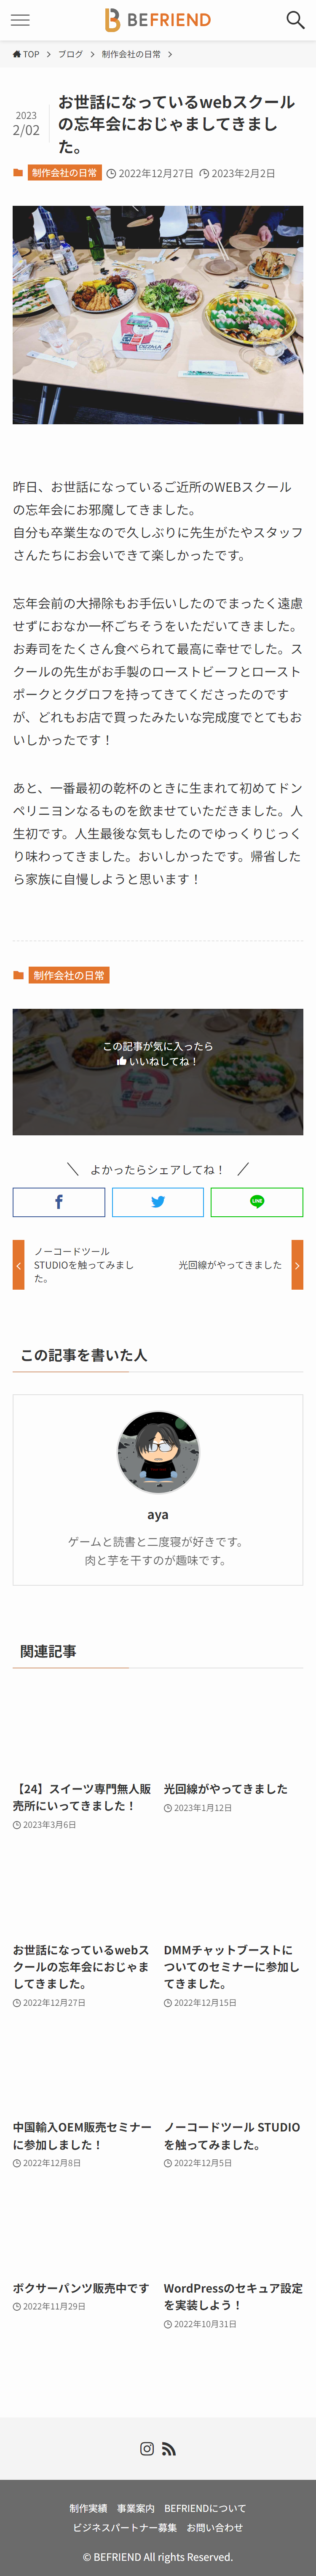 BEFRIEND
TOP ブログ 制作会社の日常
2023
2/02
お世話になっているwebスクール
の忘年会におじゃましてきまし
た。
制作会社の日常 2022年12月27日 2023年2月2日
昨日、お世話になっているご近所のWEBスクール
の忘年会にお邪魔してきました。
自分も卒業生なので久しぶりに先生がたやスタッフ
さんたちにお会いできて楽しかったです。
忘年会前の大掃除もお手伝いしたのでまったく遠慮
せずにおなか一杯ごちそうをいただいてきました。
お寿司をたくさん食べられて最高に幸せでした。ス
クールの先生がお手製のローストビーフとロースト
ポークとクグロフを持ってきてくださったのです
が、どれもお店で買ったみたいな完成度でとてもお
いしかったです！
あと、一番最初の乾杯のときに生まれて初めてドン
ペリニヨンなるものを飲ませていただきました。人
生初です。人生最後な気もしたのでゆっくりじっく
り味わってきました。おいしかったです。帰省した
ら家族に自慢しようと思います！
制作会社の日常
この記事が気に入ったら
いいねしてね！
よかったらシェアしてね！
LINE
ノーコードツール
STUDIOを触ってみまし
た。
光回線がやってきました
この記事を書いた人
aya
ゲームと読書と二度寝が好きです。
肉と芋を干すのが趣味です。
関連記事
【24】スイーツ専門無人販
売所にいってきました！
2023年3月6日
光回線がやってきました
2023年1月12日
お世話になっているwebス
クールの忘年会におじゃま
してきました。
2022年12月27日
DMMチャットブーストに
ついてのセミナーに参加し
てきました。
2022年12月15日
中国輸入OEM販売セミナー
に参加しました！
2022年12月8日
ノーコードツール STUDIO
を触ってみました。
2022年12月5日
ボクサーパンツ販売中です
2022年11月29日
WordPressのセキュア設定
を実装しよう！
2022年10月31日
制作実績 事業案内 BEFRIENDについて
ビジネスパートナー募集 お問い合わせ
© BEFRIEND All rights Reserved.